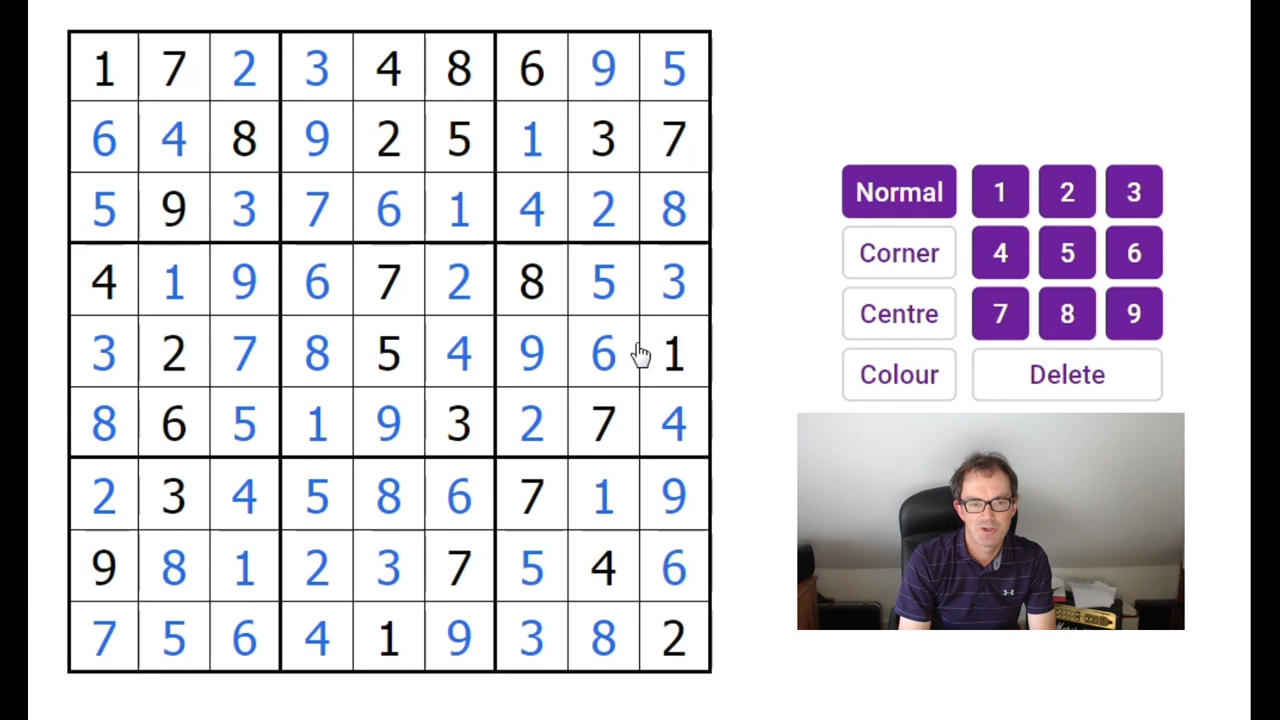 1 7 2 3 4 8 6 9 5
6 4 8 9 2 5 1 3 7
5 9 3 7 6 1 4 2 8
4 1 9 6 7 2 8 5 3
3 2 7 8 5 4 9 6 1
8 6 5 1 9 3 2 7 4
2 3 4 5 8 6 7 1 9
9 8 1 2 3 7 5 4 6
7 5 6 4 1 9 3 8 2
Normal 1 2 3
Corner 4 5 6
Centre 7 8 9
Colour Delete